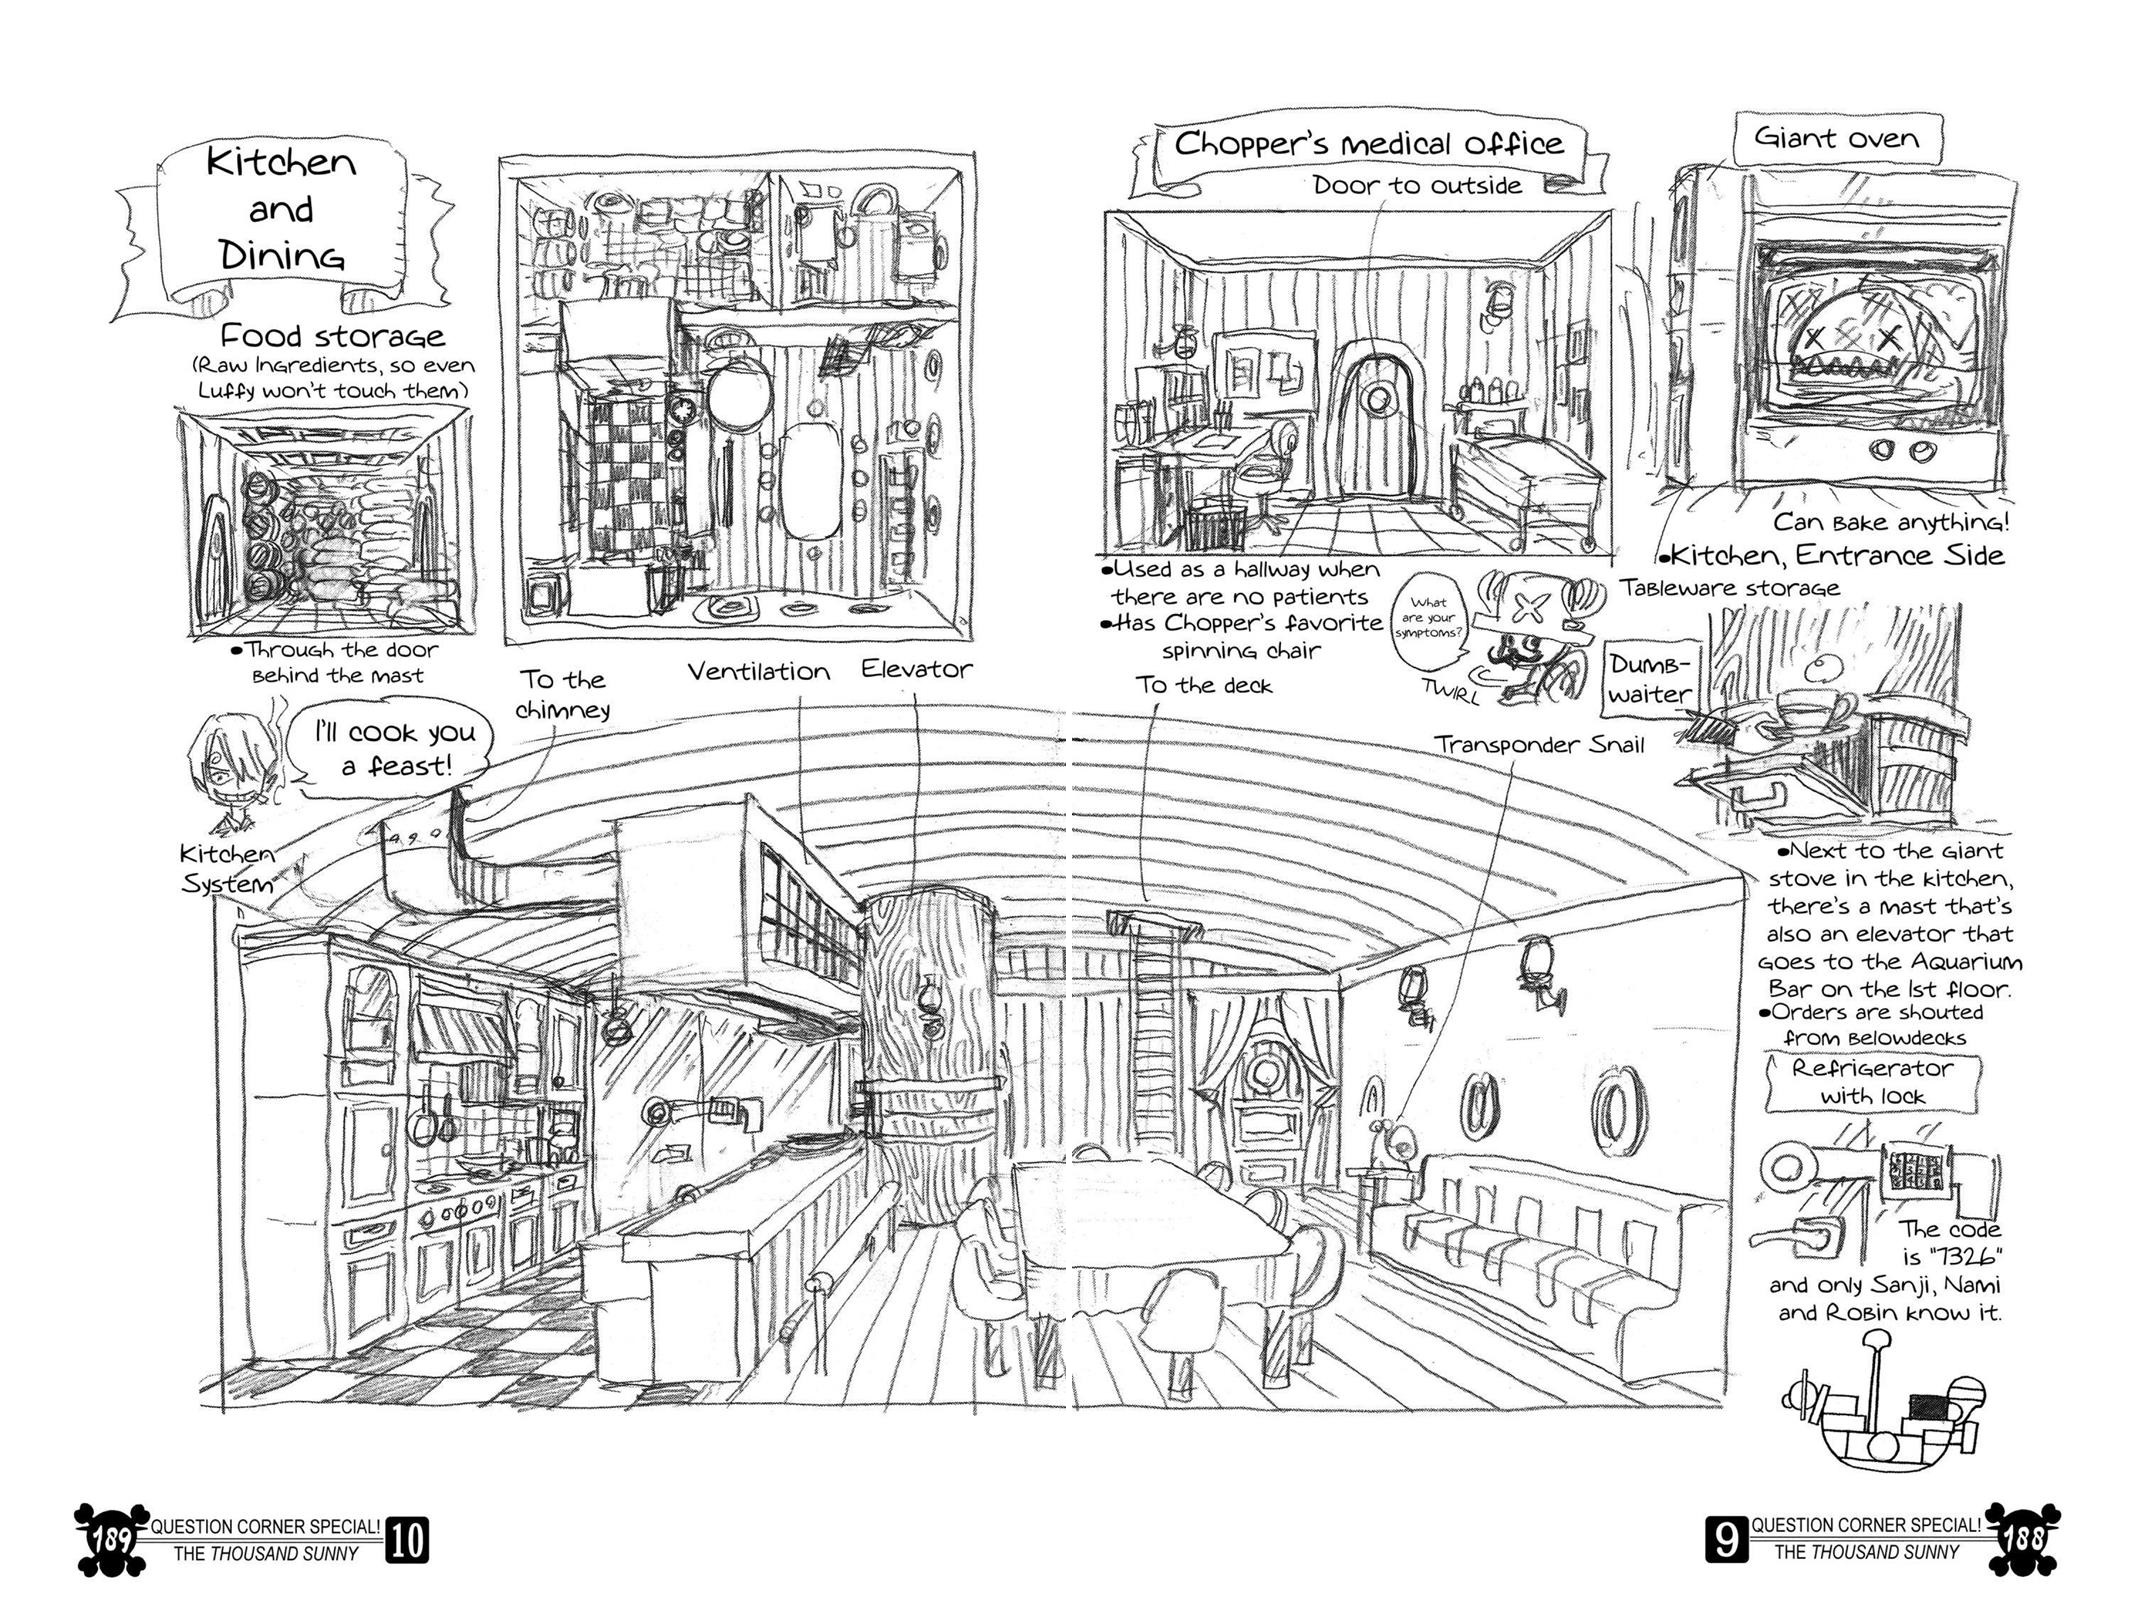 Kitchen
and
Dining
Food storage
(Raw Ingredients, so even
Luffy won't touch them)
•Through the door
behind the mast
I'll cook you
a feast!
Kitchen
System
To the
chimney
Ventilation
Elevator
Chopper's medical office
Door to outside
•Used as a hallway when
there are no patients
•Has Chopper's favorite
spinning chair
What
are your
symptoms?
TWIRL
To the deck
Transponder Snail
Giant oven
Can bake anything!
•Kitchen, Entrance Side
Tableware storage
Dumb-
waiter
•Next to the giant
stove in the kitchen,
there's a mast that's
also an elevator that
goes to the Aquarium
Bar on the 1st floor.
•Orders are shouted
from belowdecks
Refrigerator
with lock
The code
is "7326"
and only Sanji, Nami
and Robin know it.
189 QUESTION CORNER SPECIAL! 10
THE THOUSAND SUNNY
9 QUESTION CORNER SPECIAL! 188
THE THOUSAND SUNNY